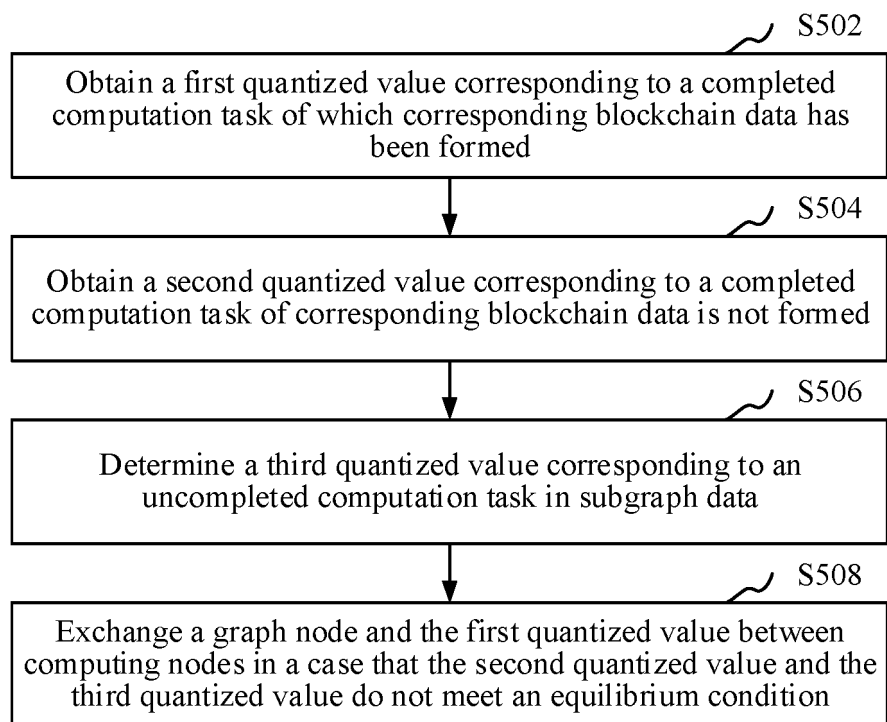 S502
Obtain a first quantized value corresponding to a completed
computation task of which corresponding blockchain data has
been formed
S504
Obtain a second quantized value corresponding to a completed
computation task of corresponding blockchain data is not formed
S506
Determine a third quantized value corresponding to an
uncompleted computation task in subgraph data
S508
Exchange a graph node and the first quantized value between
computing nodes in a case that the second quantized value and the
third quantized value do not meet an equilibrium condition